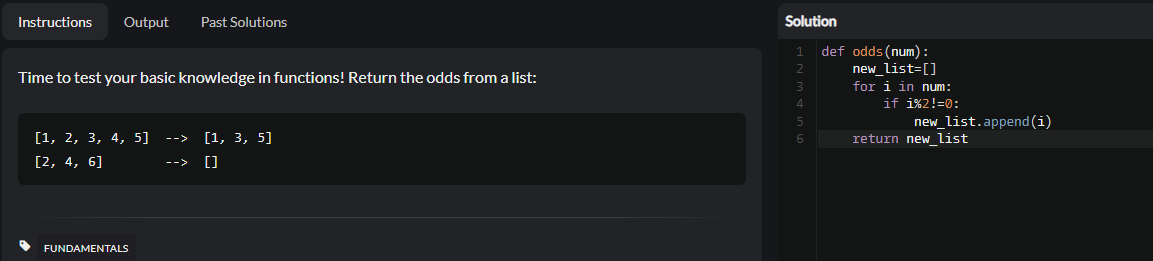 Instructions Output Past Solutions
Time to test your basic knowledge in functions! Return the odds from a list:
[1, 2, 3, 4, 5]  -->  [1, 3, 5]
[2, 4, 6]        -->  []
FUNDAMENTALS
Solution
1 def odds(num):
2     new_list=[]
3     for i in num:
4         if i%2!=0:
5             new_list.append(i)
6     return new_list